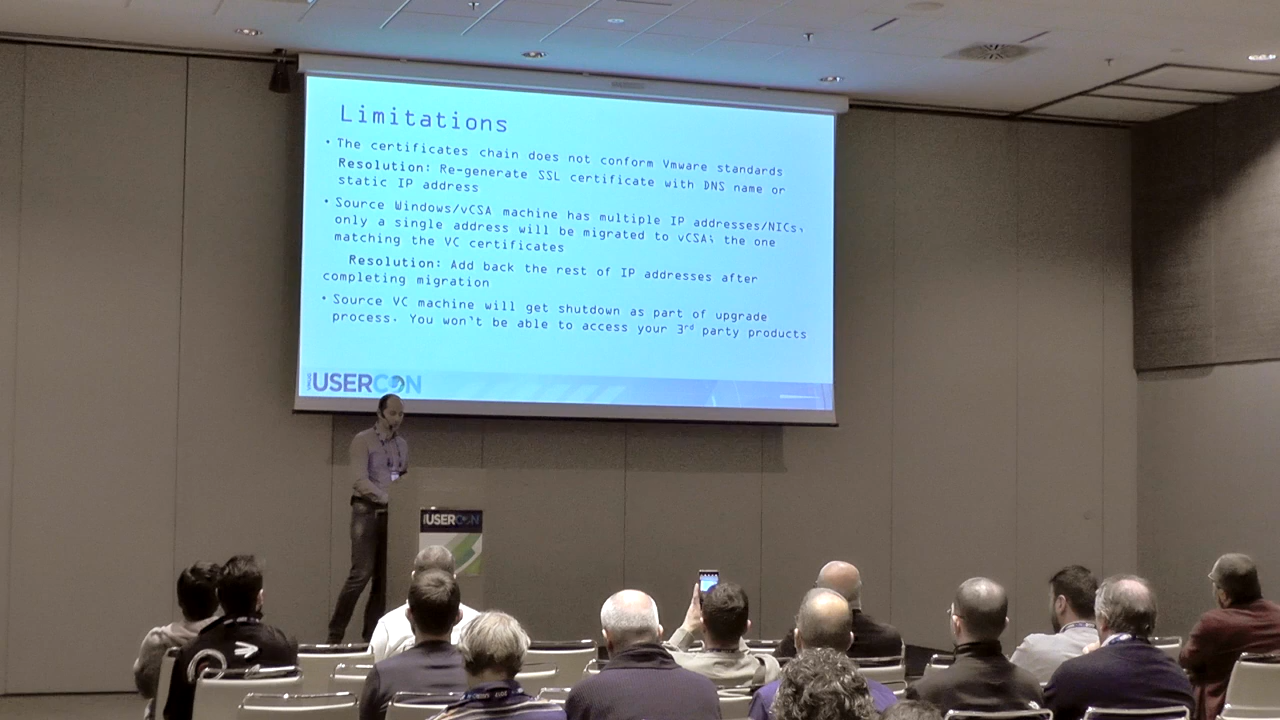 Limitations
• The certificates chain does not conform Vmware standards
Resolution: Re-generate SSL certificate with DNS name or
static IP address
• Source Windows/vCSA machine has multiple IP addresses/NICs,
only a single address will be migrated to vCSA; the one
matching the VC certificates
Resolution: Add back the rest of IP addresses after
completing migration
• Source VC machine will get shutdown as part of upgrade
process. You won't be able to access your 3rd party products
USERCON
USERCON